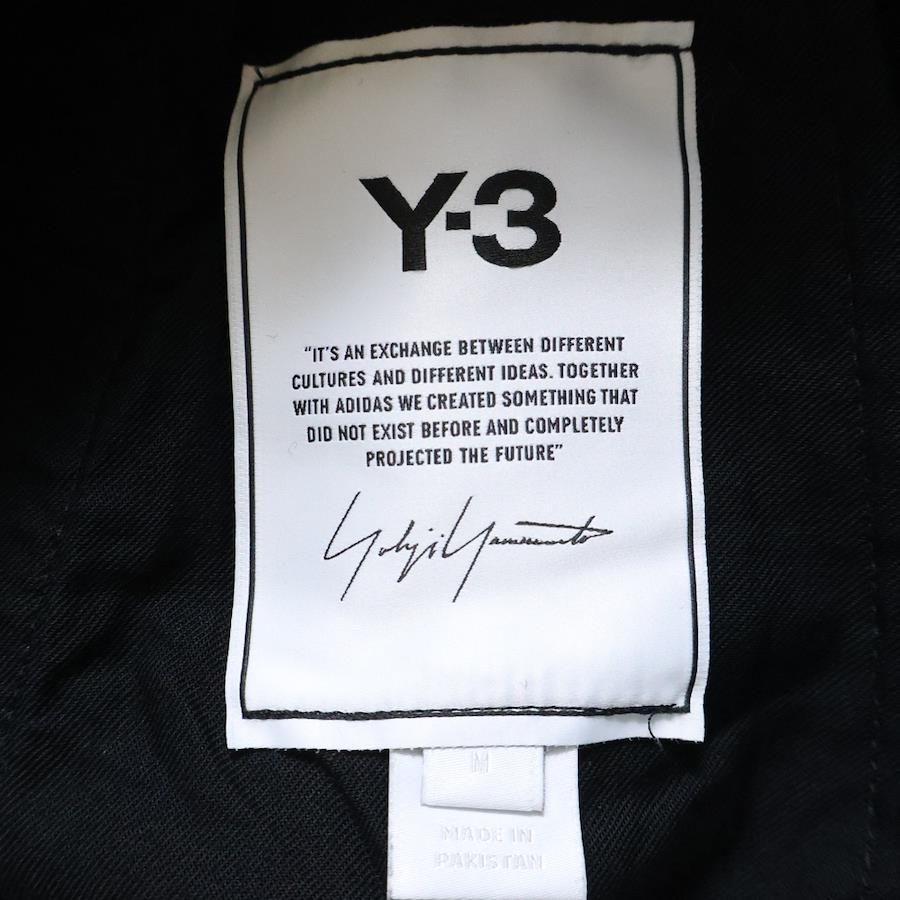 Y-3
"IT'S AN EXCHANGE BETWEEN DIFFERENT
CULTURES AND DIFFERENT IDEAS. TOGETHER
WITH ADIDAS WE CREATED SOMETHING THAT
DID NOT EXIST BEFORE AND COMPLETELY
PROJECTED THE FUTURE"
Yohji Yamamoto
M
MADE IN
PAKISTAN